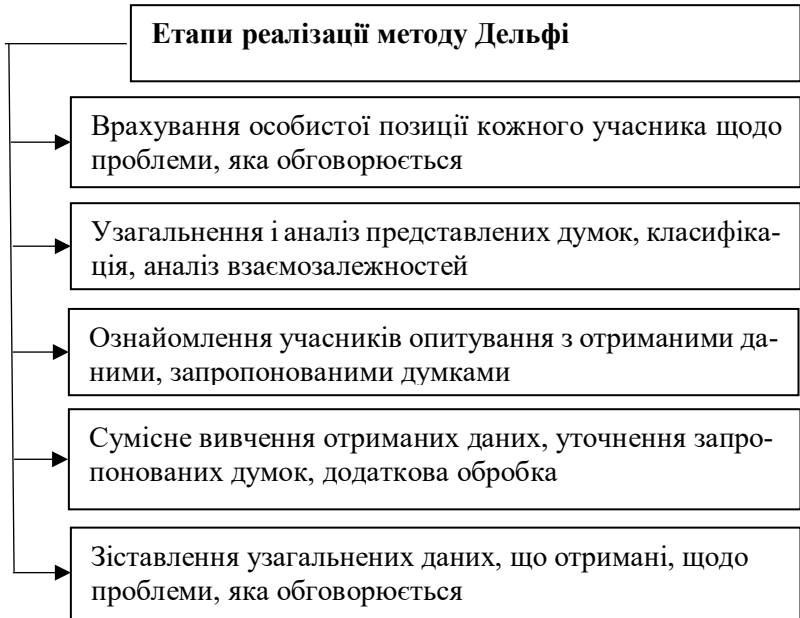 Етапи реалізації методу Дельфі
Врахування особистої позиції кожного учасника щодо
проблеми, яка обговорюється
Узагальнення і аналіз представлених думок, класифіка-
ція, аналіз взаємозалежностей
Ознайомлення учасників опитування з отриманими да-
ними, запропонованими думками
Сумісне вивчення отриманих даних, уточнення запро-
понованих думок, додаткова обробка
Зіставлення узагальнених даних, що отримані, щодо
проблеми, яка обговорюється